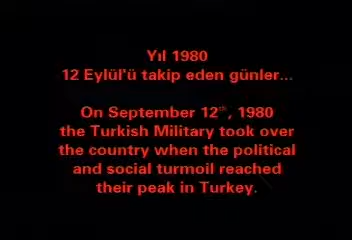 Yıl 1980
12 Eylül'ü takip eden günler...
On September 12th, 1980
the Turkish Military took over
the country when the political
and social turmoil reached
their peak in Turkey.